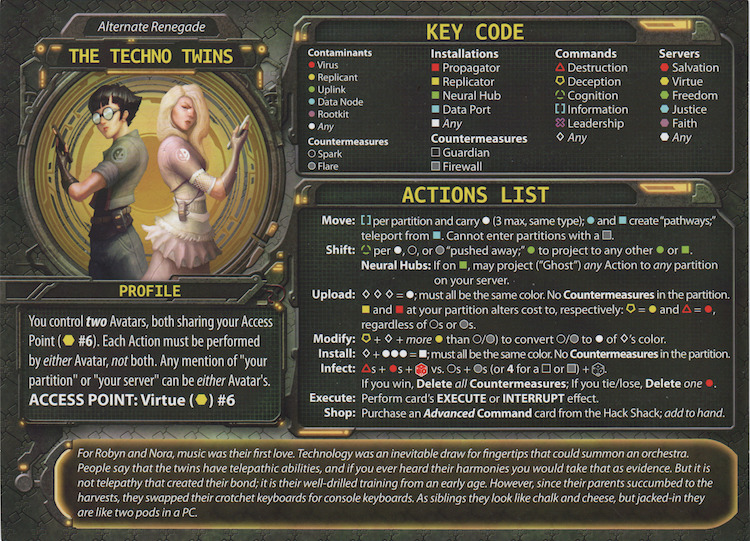 Alternate Renegade
THE TECHNO TWINS
PROFILE
You control two Avatars, both sharing your Access
Point (⬢ #6). Each Action must be performed
by either Avatar, not both. Any mention of "your
partition" or "your server" can be either Avatar's.
ACCESS POINT: Virtue (⬢) #6
KEY CODE
Contaminants
● Virus
● Replicant
● Uplink
● Data Node
● Rootkit
● Any
Countermeasures
○ Spark
● Flare
Installations
■ Propagator
■ Replicator
■ Neural Hub
■ Data Port
■ Any
Countermeasures
□ Guardian
■ Firewall
Commands
Destruction
Deception
Cognition
[] Information
Leadership
◇ Any
Servers
⬢ Salvation
⬢ Virtue
⬢ Freedom
⬢ Justice
⬢ Faith
⬢ Any
ACTIONS LIST
Move: [] per partition and carry ● (3 max, same type); ● and ■ create "pathways;"
teleport from ■. Cannot enter partitions with a ■.
Shift: per ●, ○, or ● "pushed away;" ● to project to any other ● or ■.
Neural Hubs: If on ■, may project ("Ghost") any Action to any partition
on your server.
Upload: ◇ ◇ ◇ = ●; must all be the same color. No Countermeasures in the partition.
■ and ■ at your partition alters cost to, respectively: = ● and △ = ●,
regardless of ○s or ●s.
Modify: + ◇ + more ● than ○/●) to convert ○/● to ● of ◇'s color.
Install: ◇ + ●●● = ■; must all be the same color. No Countermeasures in the partition.
Infect: △s + ●s + vs. ○s + ●s (or 4 for a □ or ■) + .
If you win, Delete all Countermeasures; If you tie/lose, Delete one ●.
Execute: Perform card's EXECUTE or INTERRUPT effect.
Shop: Purchase an Advanced Command card from the Hack Shack; add to hand.
For Robyn and Nora, music was their first love. Technology was an inevitable draw for fingertips that could summon an orchestra.
People say that the twins have telepathic abilities, and if you ever heard their harmonies you would take that as evidence. But it is
not telepathy that created their bond; it is their well-drilled training from an early age. However, since their parents succumbed to the
harvests, they swapped their crotchet keyboards for console keyboards. As siblings they look like chalk and cheese, but jacked-in they
are like two pods in a PC.